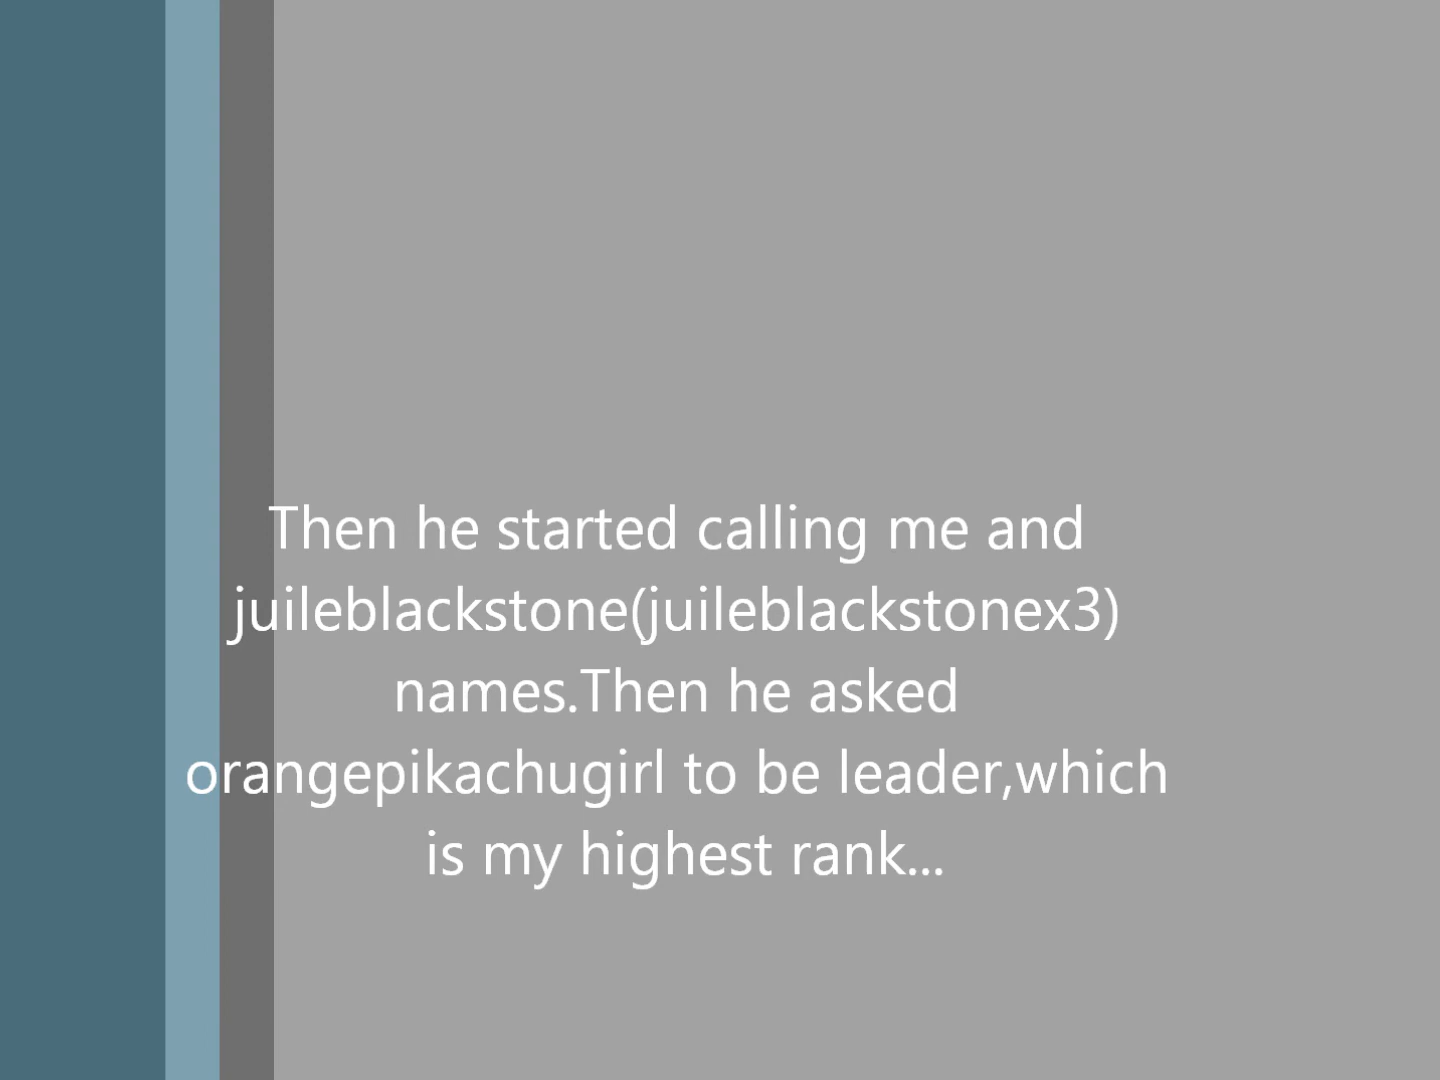 Then he started calling me and
juileblackstone(juileblackstonex3)
names.Then he asked
orangepikachugirl to be leader,which
is my highest rank...